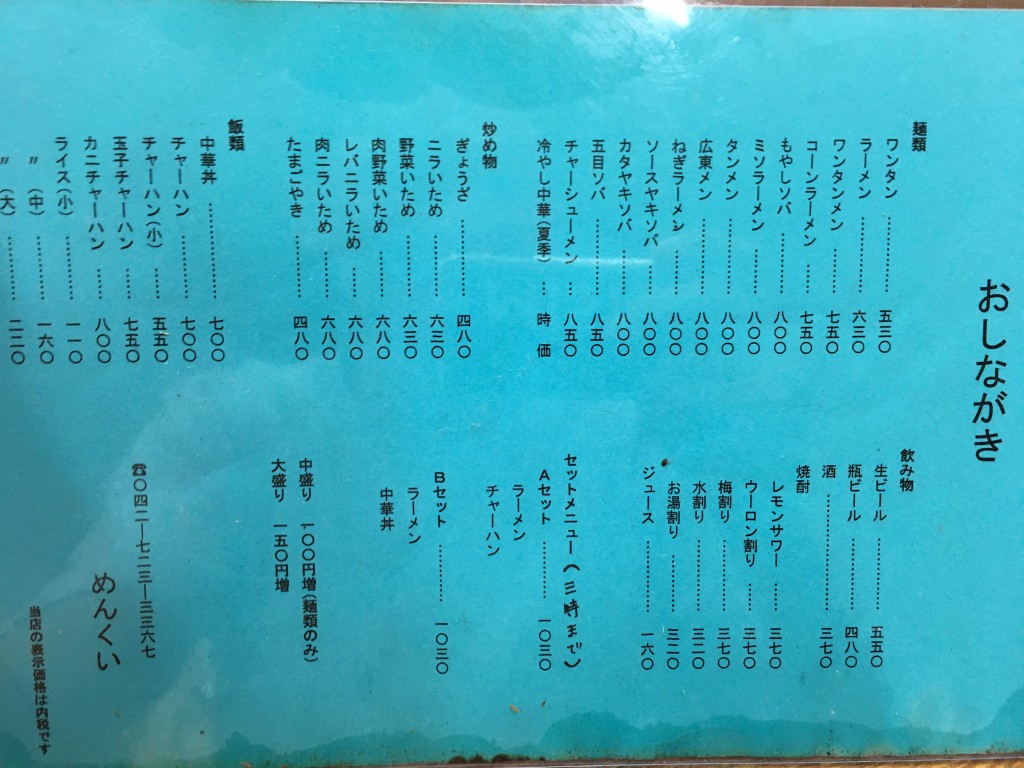 おしながき
麺類
ワンタン ……… 五三〇
ラーメン ……… 六三〇
ワンタンメン ……… 七五〇
コーンラーメン …… 七五〇
もやしソバ ……… 八〇〇
ミソラーメン ……… 八〇〇
タンメン ……… 八〇〇
広東メン ……… 八〇〇
ねぎラーメン ……… 八〇〇
ソースヤキソバ …… 八〇〇
カタヤキソバ ……… 八〇〇
五目ソバ ……… 八五〇
チャーシューメン … 八五〇
冷やし中華(夏季) … 時価
炒め物
ぎょうざ ……… 四八〇
ニラいため ……… 六三〇
野菜いため ……… 六三〇
肉野菜いため ……… 六八〇
レバニラいため …… 六八〇
肉ニラいため ……… 六八〇
たまごやき ……… 四八〇
飯類
中華丼 ……… 七〇〇
チャーハン ……… 七〇〇
チャーハン(小) …… 五五〇
玉子チャーハン …… 七五〇
カニチャーハン …… 八〇〇
ライス(小) ……… 一一〇
〃 (中) ……… 一六〇
〃 (大) ……… 二二〇
飲み物
生ビール ……… 五五〇
瓶ビール ……… 四八〇
酒 ……… 三七〇
焼酎
レモンサワー …… 三七〇
ウーロン割り …… 三七〇
梅割り ……… 三七〇
水割り ……… 三二〇
お湯割り ……… 三二〇
ジュース ……… 一六〇
セットメニュー(三時まで)
Aセット ……… 一〇三〇
ラーメン
チャーハン
Bセット ……… 一〇三〇
ラーメン
中華丼
中盛り 一〇〇円増(麺類のみ)
大盛り 一五〇円増
☎〇四二―七二三―三三六七
めんくい
当店の表示価格は内税です